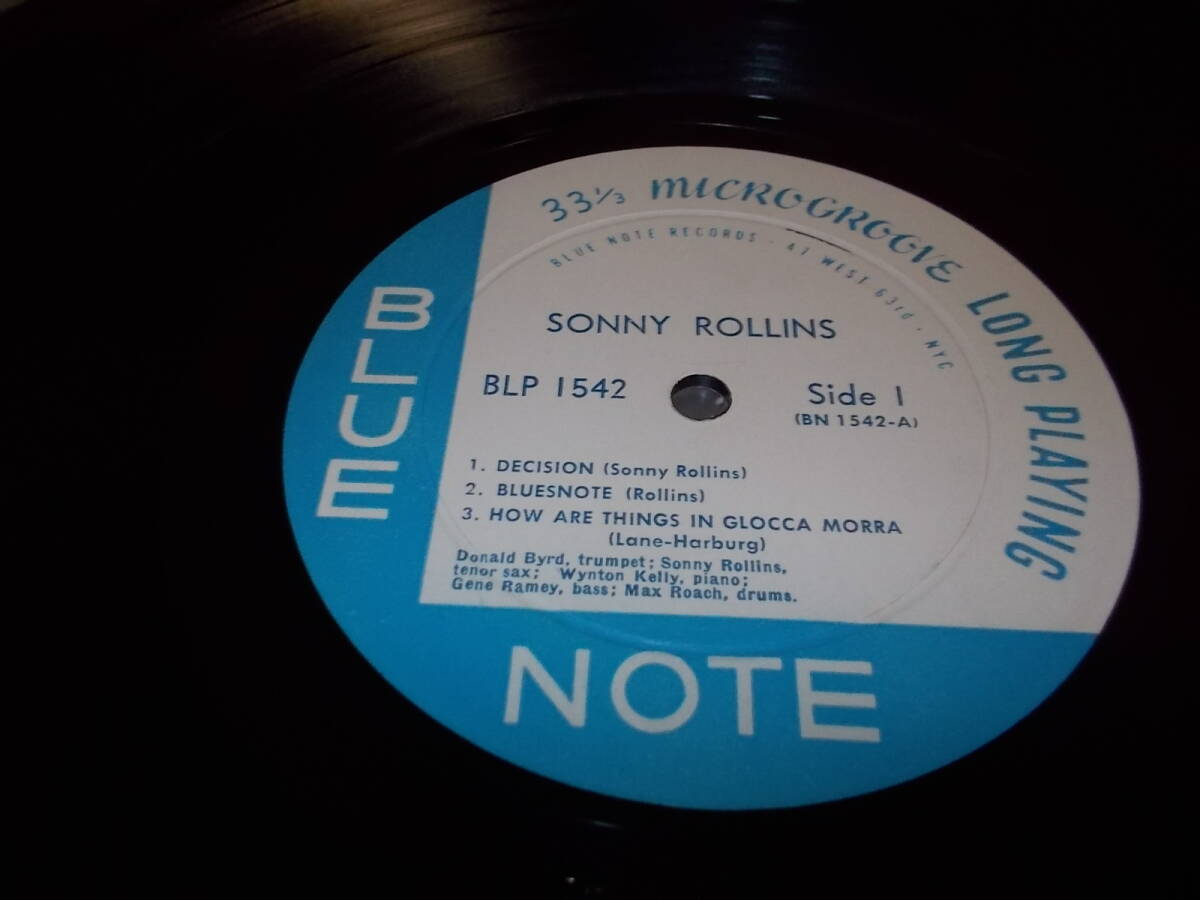 33⅓ MICROGROOVE LONG PLAYING
BLUE NOTE RECORDS · 47 WEST 63rd · NYC
SONNY ROLLINS
BLP 1542
Side 1
(BN 1542-A)
1. DECISION (Sonny Rollins)
2. BLUESNOTE (Rollins)
3. HOW ARE THINGS IN GLOCCA MORRA
(Lane-Harburg)
Donald Byrd, trumpet; Sonny Rollins,
tenor sax; Wynton Kelly, piano;
Gene Ramey, bass; Max Roach, drums.
BLUE
NOTE